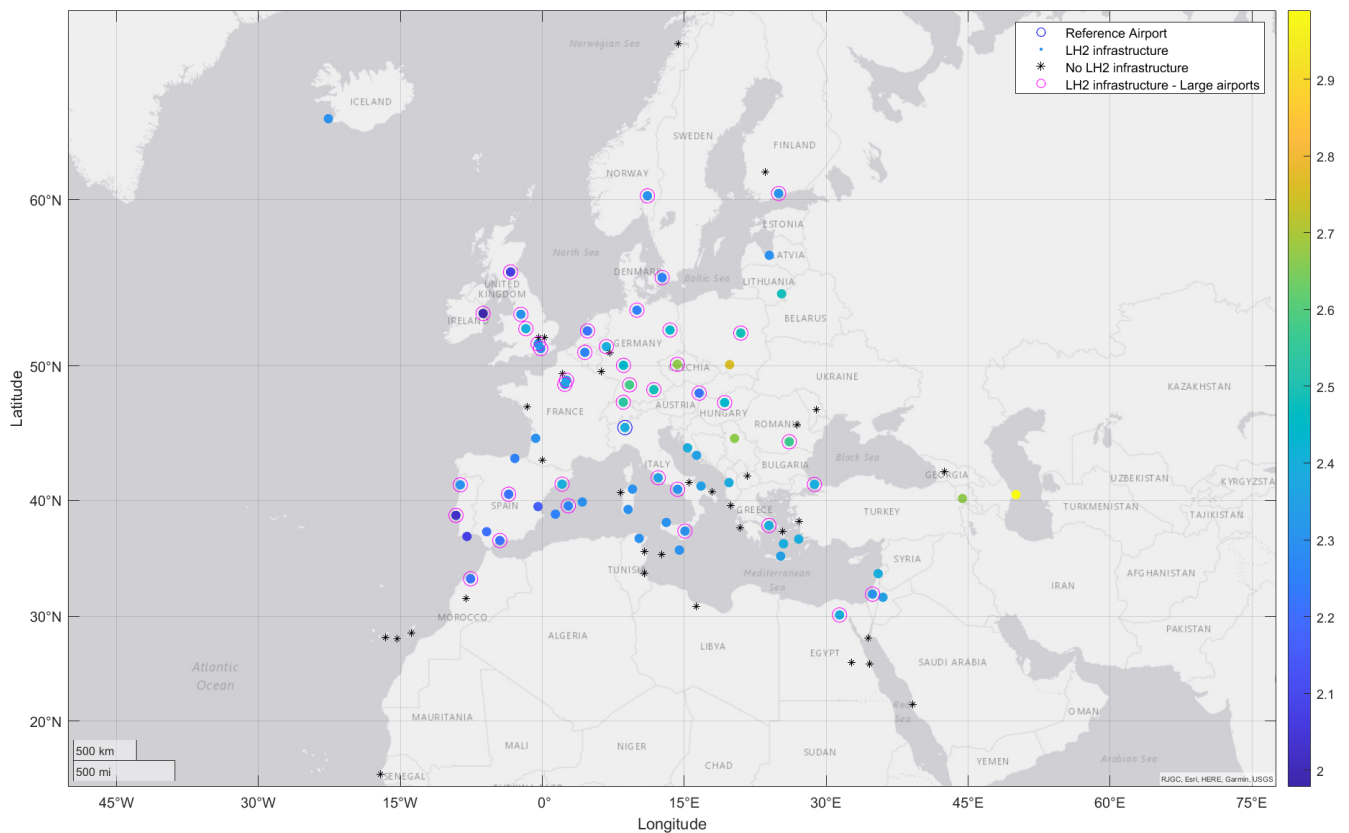 Norwegian Sea
Reference Airport
LH2 infrastructure
No LH2 infrastructure
LH2 infrastructure - Large airports
ICELAND
SWEDEN
FINLAND
NORWAY
60°N
ESTONIA
North Sea
LATVIA
DENMARK
Baltic Sea
LITHUANIA
UNITED
KINGDOM
IRELAND
BELARUS
GERMANY
50°N
CZECHIA
UKRAINE
KAZAKHSTAN
FRANCE
AUSTRIA
HUNGARY
ROMANIA
Black Sea
ITALY
BULGARIA
GEORGIA
UZBEKISTAN
KYRGYZSTA
40°N
SPAIN
GREECE
TURKEY
TURKMENISTAN
TAJIKISTAN
SYRIA
TUNISIA
Mediterranean
Sea
IRAN
AFGHANISTAN
30°N
MOROCCO
ALGERIA
LIBYA
EGYPT
SAUDI ARABIA
PAKISTAN
Atlantic
Ocean
Red
Sea
OMAN
MAURITANIA
20°N
MALI
NIGER
CHAD
SUDAN
YEMEN
Arabian Sea
SENEGAL
500 km
500 mi
RJGC, Esri, HERE, Garmin, USGS
45°W
30°W
15°W
0°
15°E
30°E
45°E
60°E
75°E
Longitude
Latitude
2.9
2.8
2.7
2.6
2.5
2.4
2.3
2.2
2.1
2